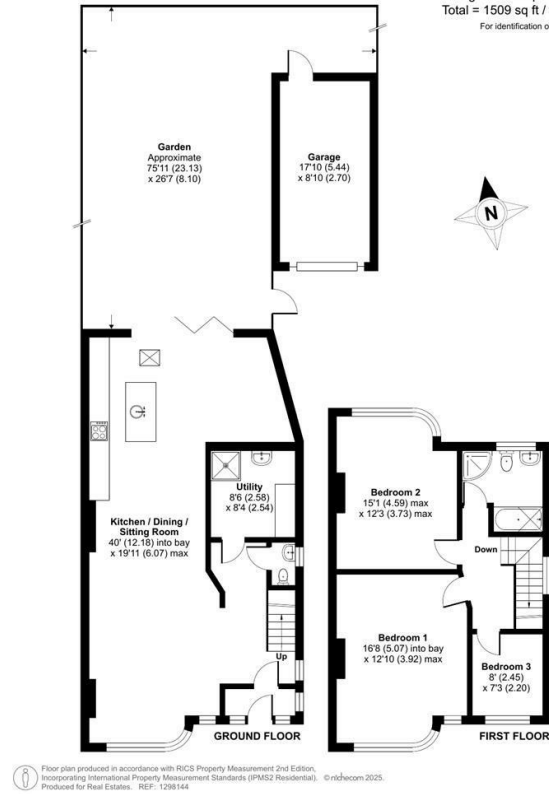 Total = 1509 sq ft /
For identification o
Garden
Approximate
75'11 (23.13)
x 26'7 (8.10)
Garage
17'10 (5.44)
x 8'10 (2.70)
N
Utility
8'6 (2.58)
x 8'4 (2.54)
Kitchen / Dining /
Sitting Room
40' (12.18) into bay
x 19'11 (6.07) max
Up
GROUND FLOOR
Bedroom 2
15'1 (4.59) max
x 12'3 (3.73) max
Down
Bedroom 1
16'8 (5.07) into bay
x 12'10 (3.92) max
Bedroom 3
8' (2.45)
x 7'3 (2.20)
FIRST FLOOR
Floor plan produced in accordance with RICS Property Measurement 2nd Edition,
Incorporating International Property Measurement Standards (IPMS2 Residential). © nichecom 2025.
Produced for Real Estates. REF: 1298144